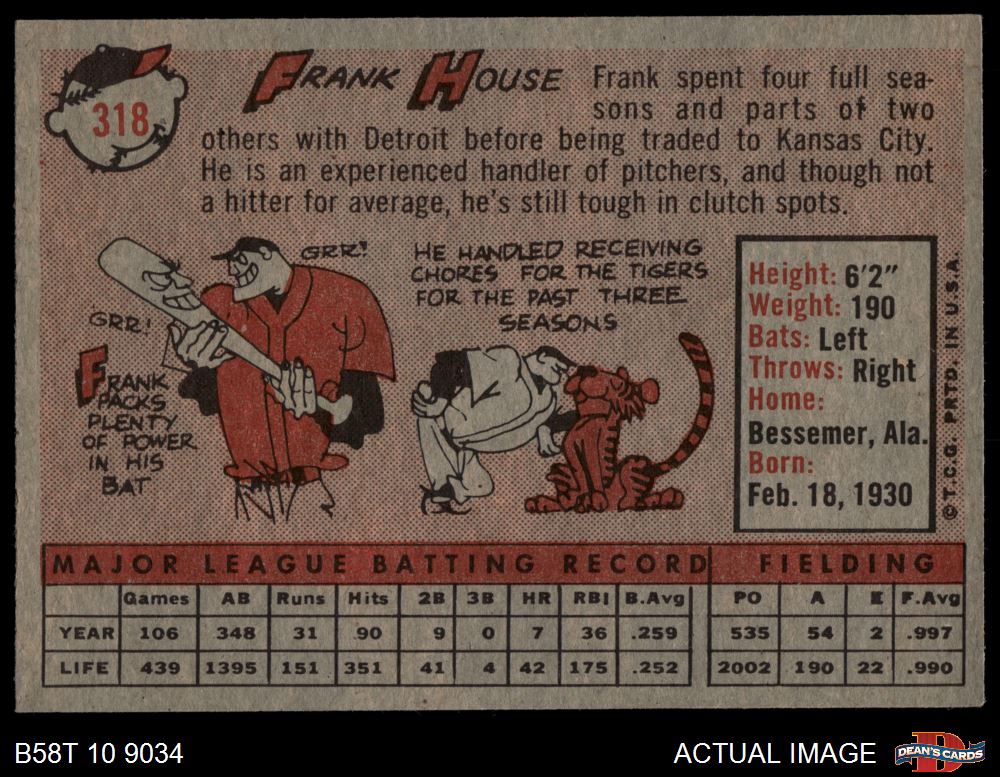 318
FRANK HOUSE
Frank spent four full sea-
sons and parts of two
others with Detroit before being traded to Kansas City.
He is an experienced handler of pitchers, and though not
a hitter for average, he's still tough in clutch spots.
GRR!
GRR!
FRANK
PACKS
PLENTY
OF POWER
IN HIS
BAT
HE HANDLED RECEIVING
CHORES FOR THE TIGERS
FOR THE PAST THREE
SEASONS
Height: 6'2"
Weight: 190
Bats: Left
Throws: Right
Home:
Bessemer, Ala.
Born:
Feb. 18, 1930
©T.C.G. PRTD. IN U.S.A.
MAJOR LEAGUE BATTING RECORD FIELDING
Games AB Runs Hits 2B 3B HR RBI B.Avg PO A E F.Avg
YEAR 106 348 31 90 9 0 7 36 .259 535 54 2 .997
LIFE 439 1395 151 351 41 4 42 175 .252 2002 190 22 .990
B58T 10 9034
ACTUAL IMAGE
DEAN'S CARDS